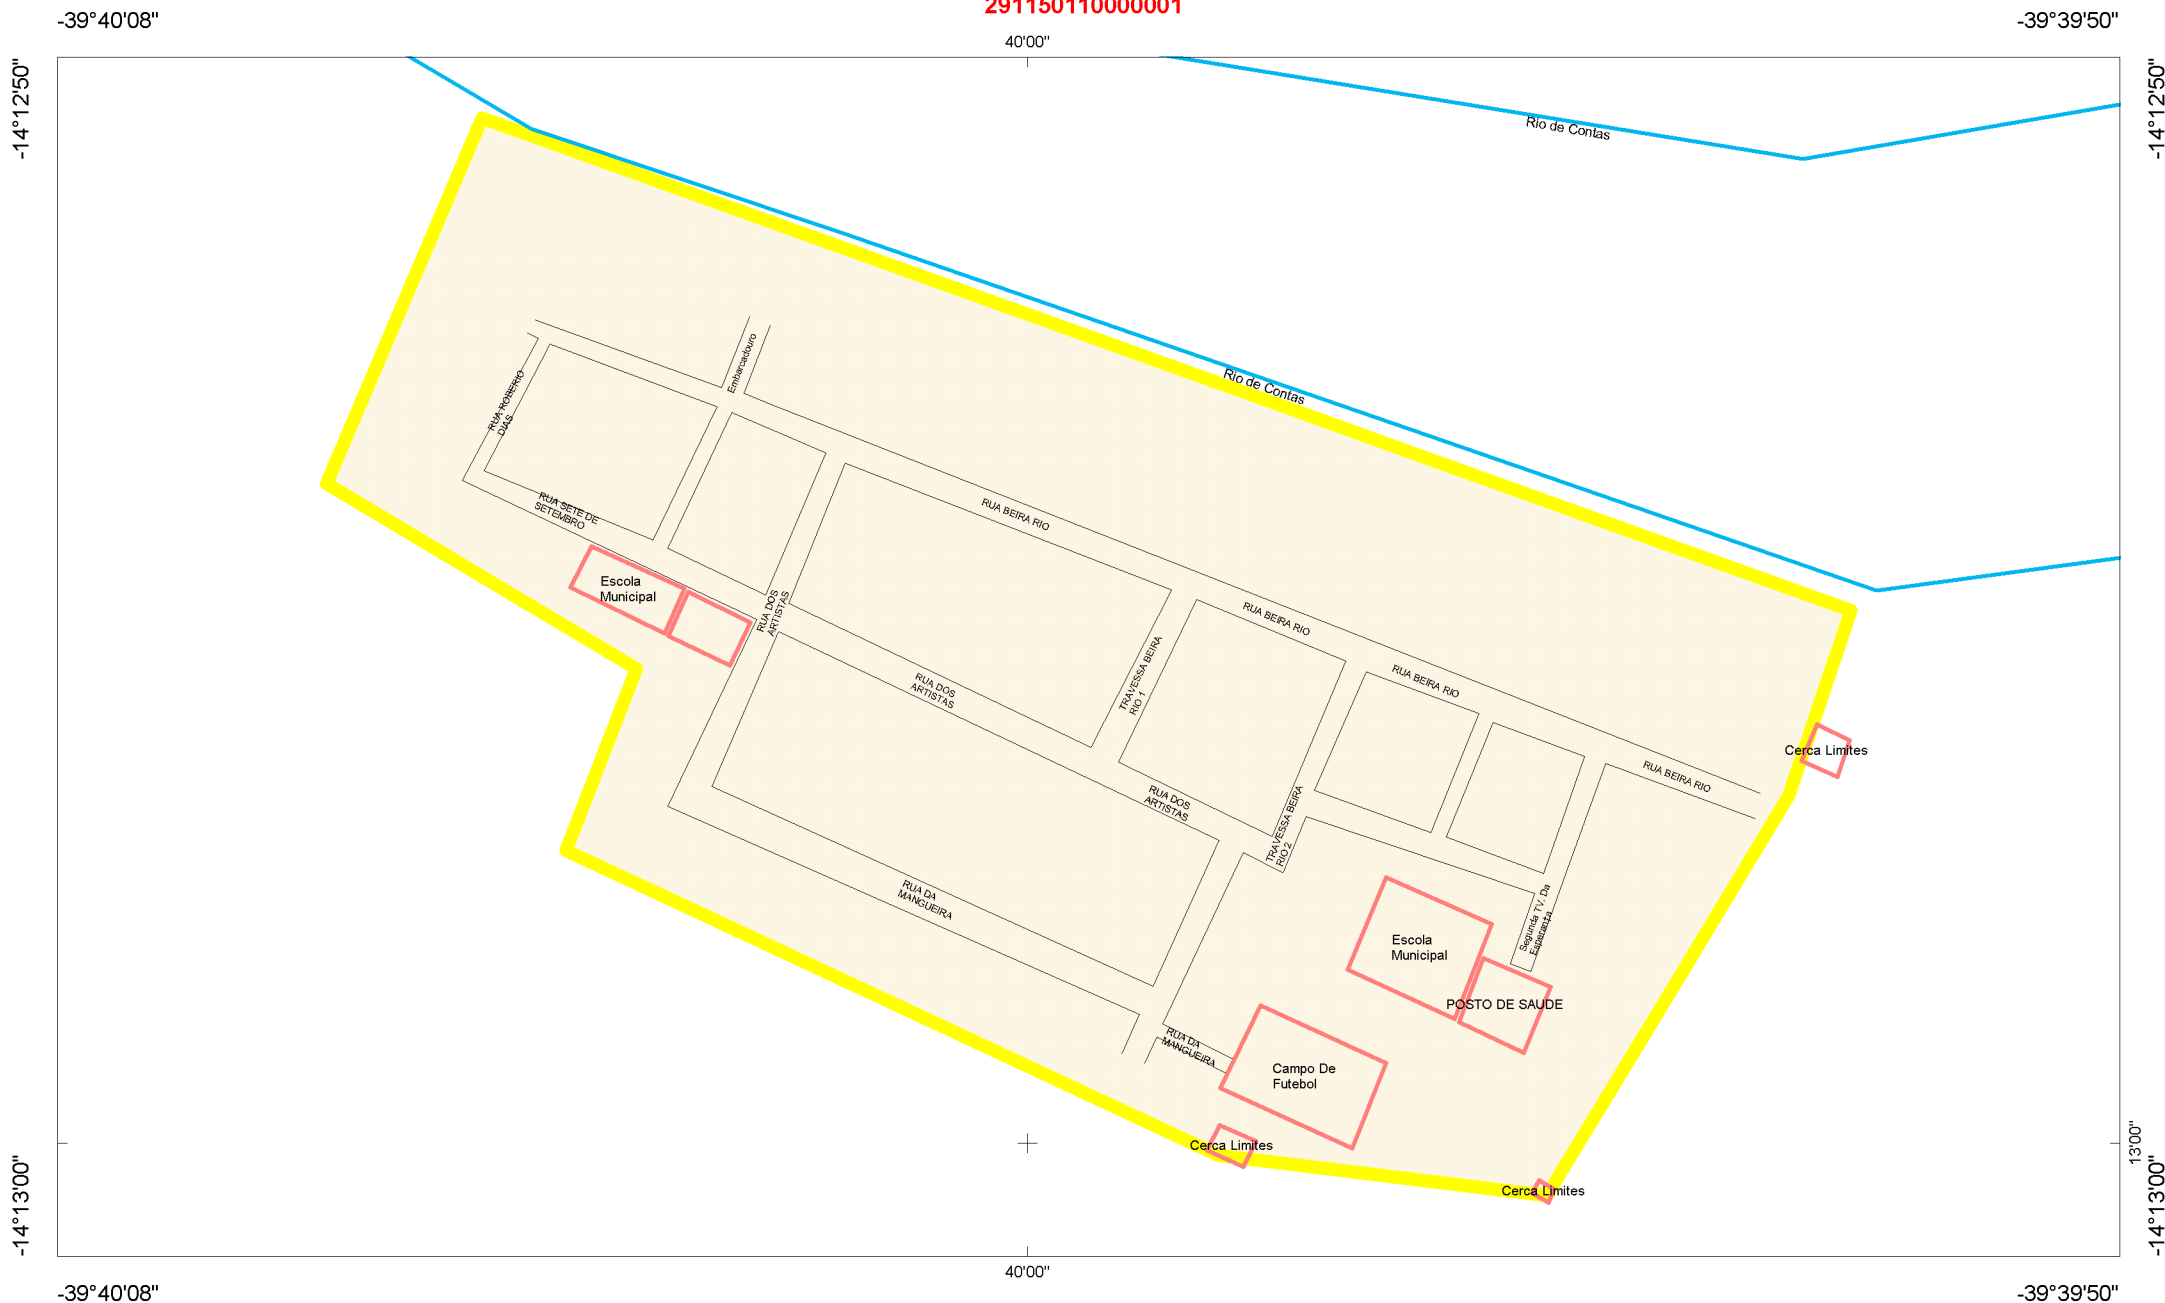 291150110000001
-39°40'08"
-39°39'50"
40'00"
-14°12'50"
-14°12'50"
Rio de Contas
Embarcadouro
Rio de Contas
RUA ROBERIO
DIAS
RUA SETE DE
SETEMBRO
RUA BEIRA RIO
Escola
Municipal
RUA DOS
ARTISTAS
RUA BEIRA RIO
TRAVESSA BEIRA
RIO 1
RUA BEIRA RIO
RUA DOS
ARTISTAS
Cerca Limites
RUA BEIRA RIO
RUA DOS
ARTISTAS
TRAVESSA BEIRA
RIO 2
RUA DA
MANGUEIRA
Segunda TV. Da
Esperanza
Escola
Municipal
POSTO DE SAUDE
RUA DA
MANGUEIRA
Campo De
Futebol
Cerca Limites
13'00"
Cerca Limites
-14°13'00"
-14°13'00"
40'00"
-39°40'08"
-39°39'50"